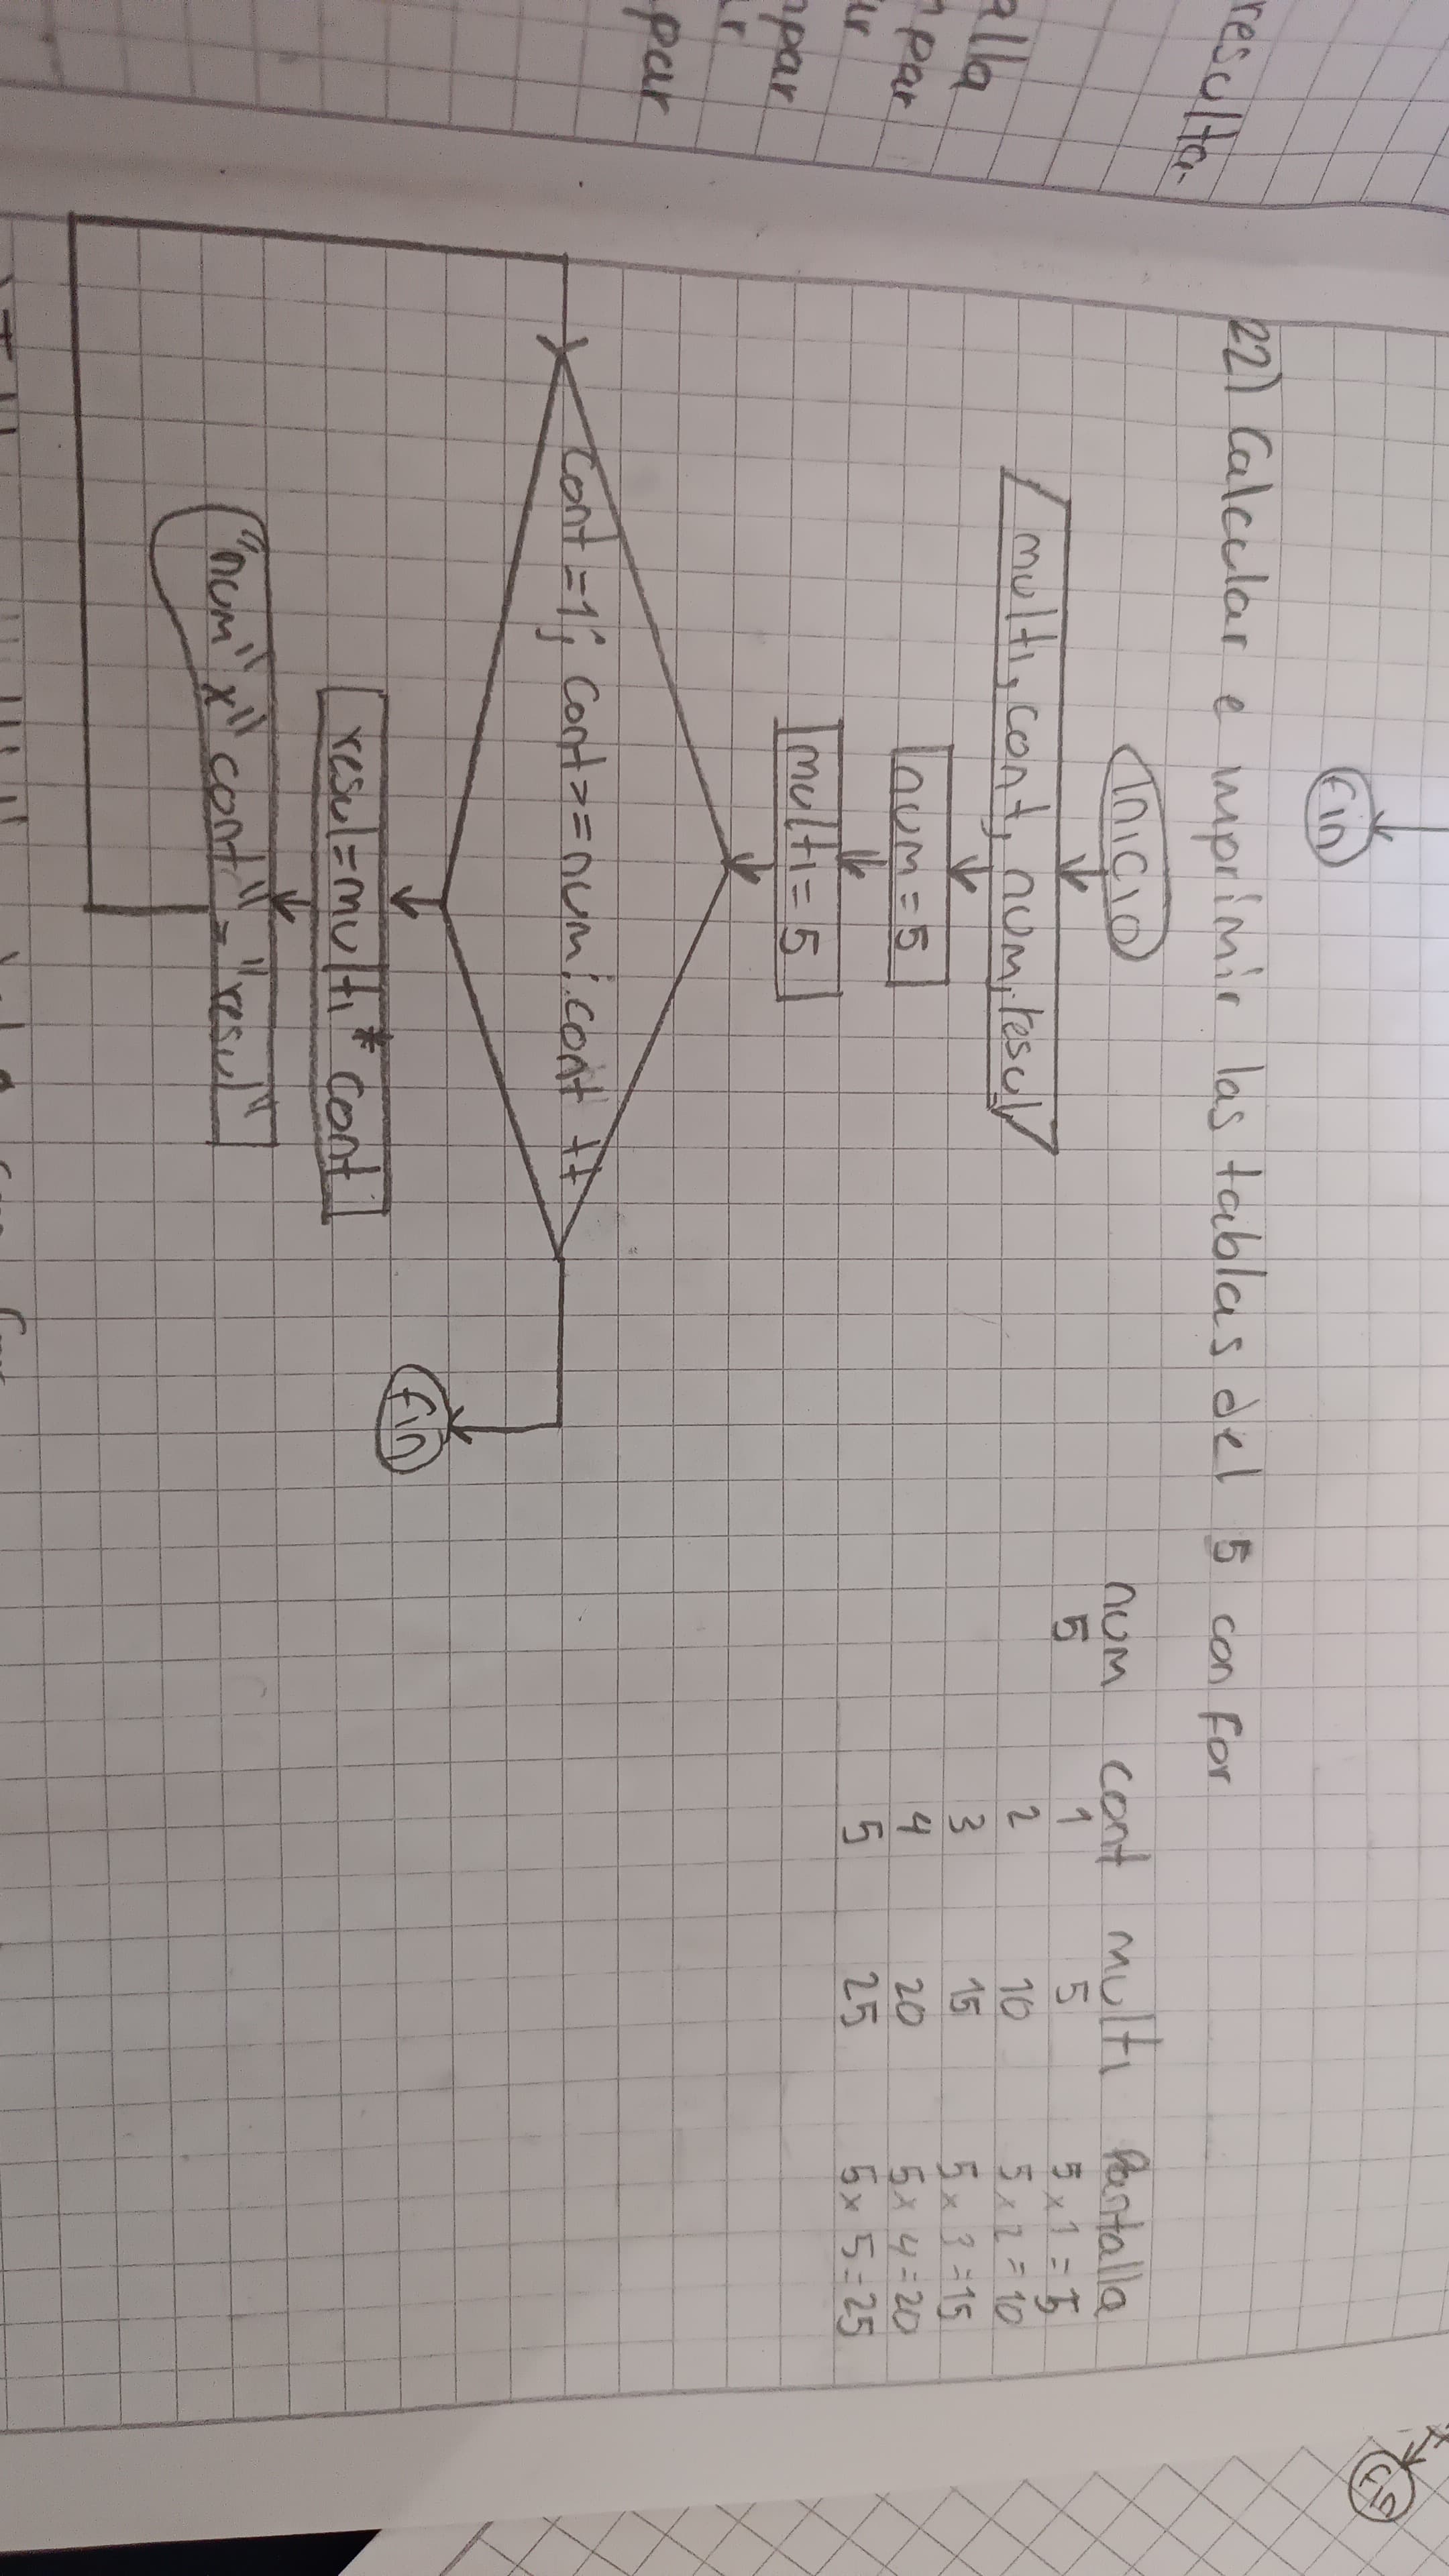 resulta-
alla
par
ur
par
r
par
Fin
22) Calcular e imprimir las tablas del 5 con For
Inicio
multi, cont, num, resul
num = 5
multi = 5
cont = 1; cont >= num; cont ++
resul = multi * cont
"num" x "cont" = "resul"
Fin
num cont multi Pantalla
5 1 5 5 x 1 = 5
2 10 5 x 2 = 10
3 15 5 x 3 = 15
4 20 5 x 4 = 20
5 25 5 x 5 = 25
Fin